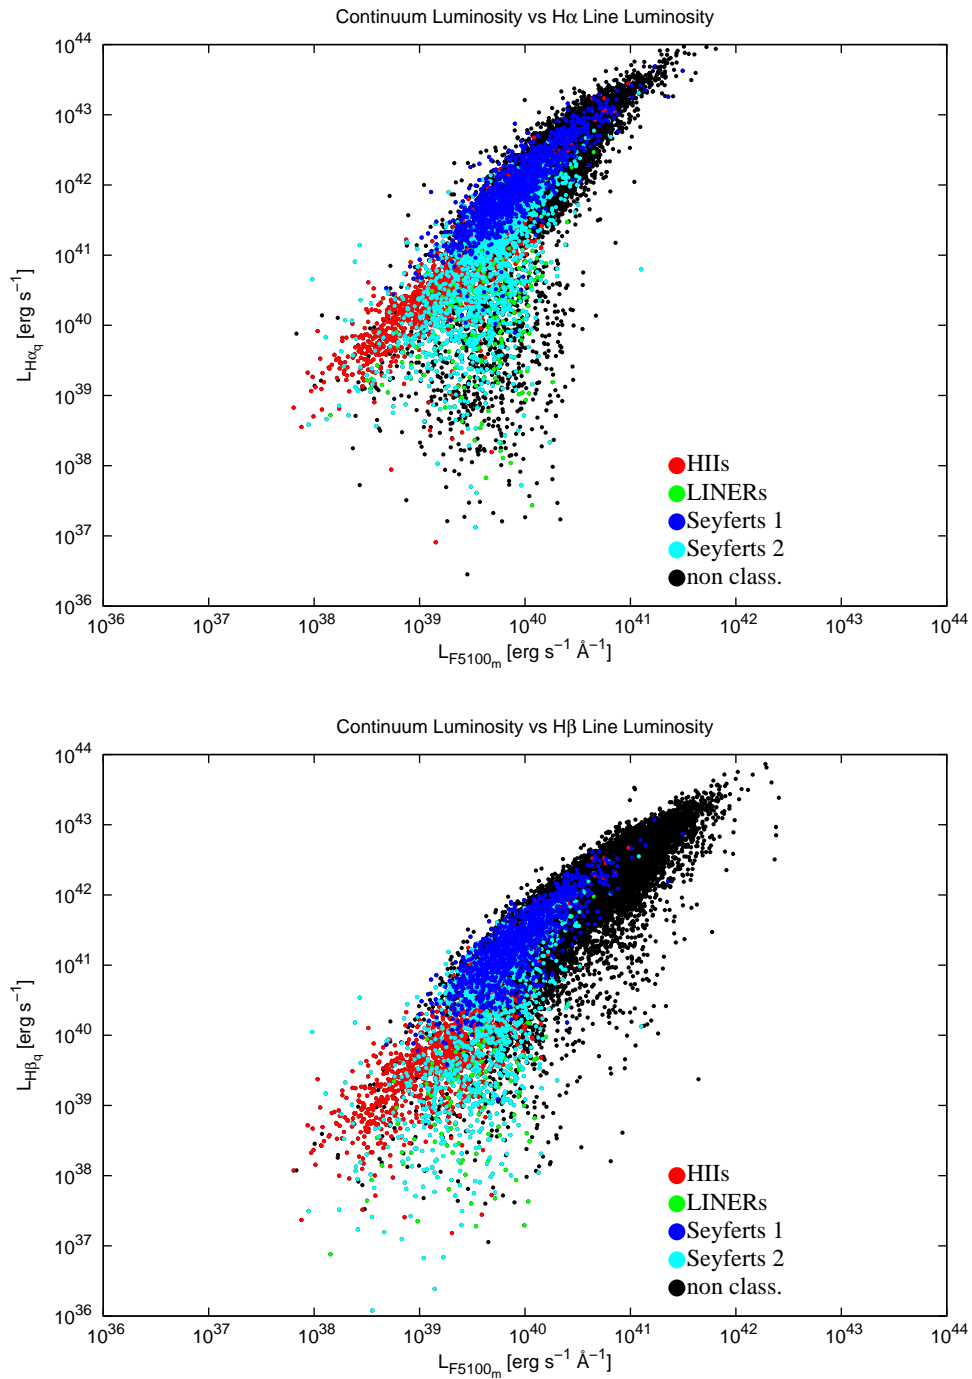 Continuum Luminosity vs Hα Line Luminosity
10^44
10^43
10^42
10^41
10^40
10^39
10^38
10^37
10^36
L_Hα_q [erg s^−1]
HIIs
LINERs
Seyferts 1
Seyferts 2
non class.
10^36 10^37 10^38 10^39 10^40 10^41 10^42 10^43 10^44
L_F5100_m [erg s^−1 Å^−1]
Continuum Luminosity vs Hβ Line Luminosity
10^44
10^43
10^42
10^41
10^40
10^39
10^38
10^37
10^36
L_Hβ_q [erg s^−1]
HIIs
LINERs
Seyferts 1
Seyferts 2
non class.
10^36 10^37 10^38 10^39 10^40 10^41 10^42 10^43 10^44
L_F5100_m [erg s^−1 Å^−1]